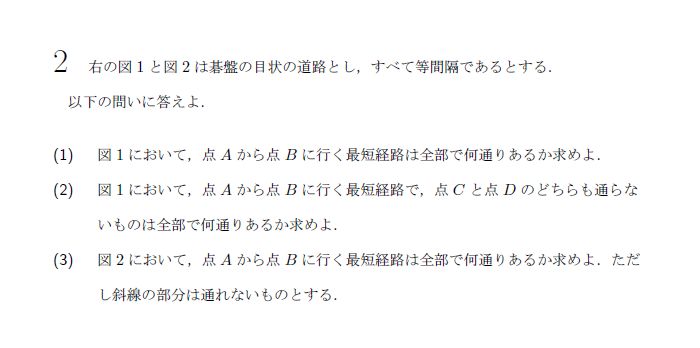 2 右の図 1 と図 2 は碁盤の目状の道路とし，すべて等間隔であるとする．
以下の問いに答えよ．
(1) 図 1 において，点 A から点 B に行く最短経路は全部で何通りあるか求めよ．
(2) 図 1 において，点 A から点 B に行く最短経路で，点 C と点 D のどちらも通らな
いものは全部で何通りあるか求めよ．
(3) 図 2 において，点 A から点 B に行く最短経路は全部で何通りあるか求めよ．ただ
し斜線の部分は通れないものとする．